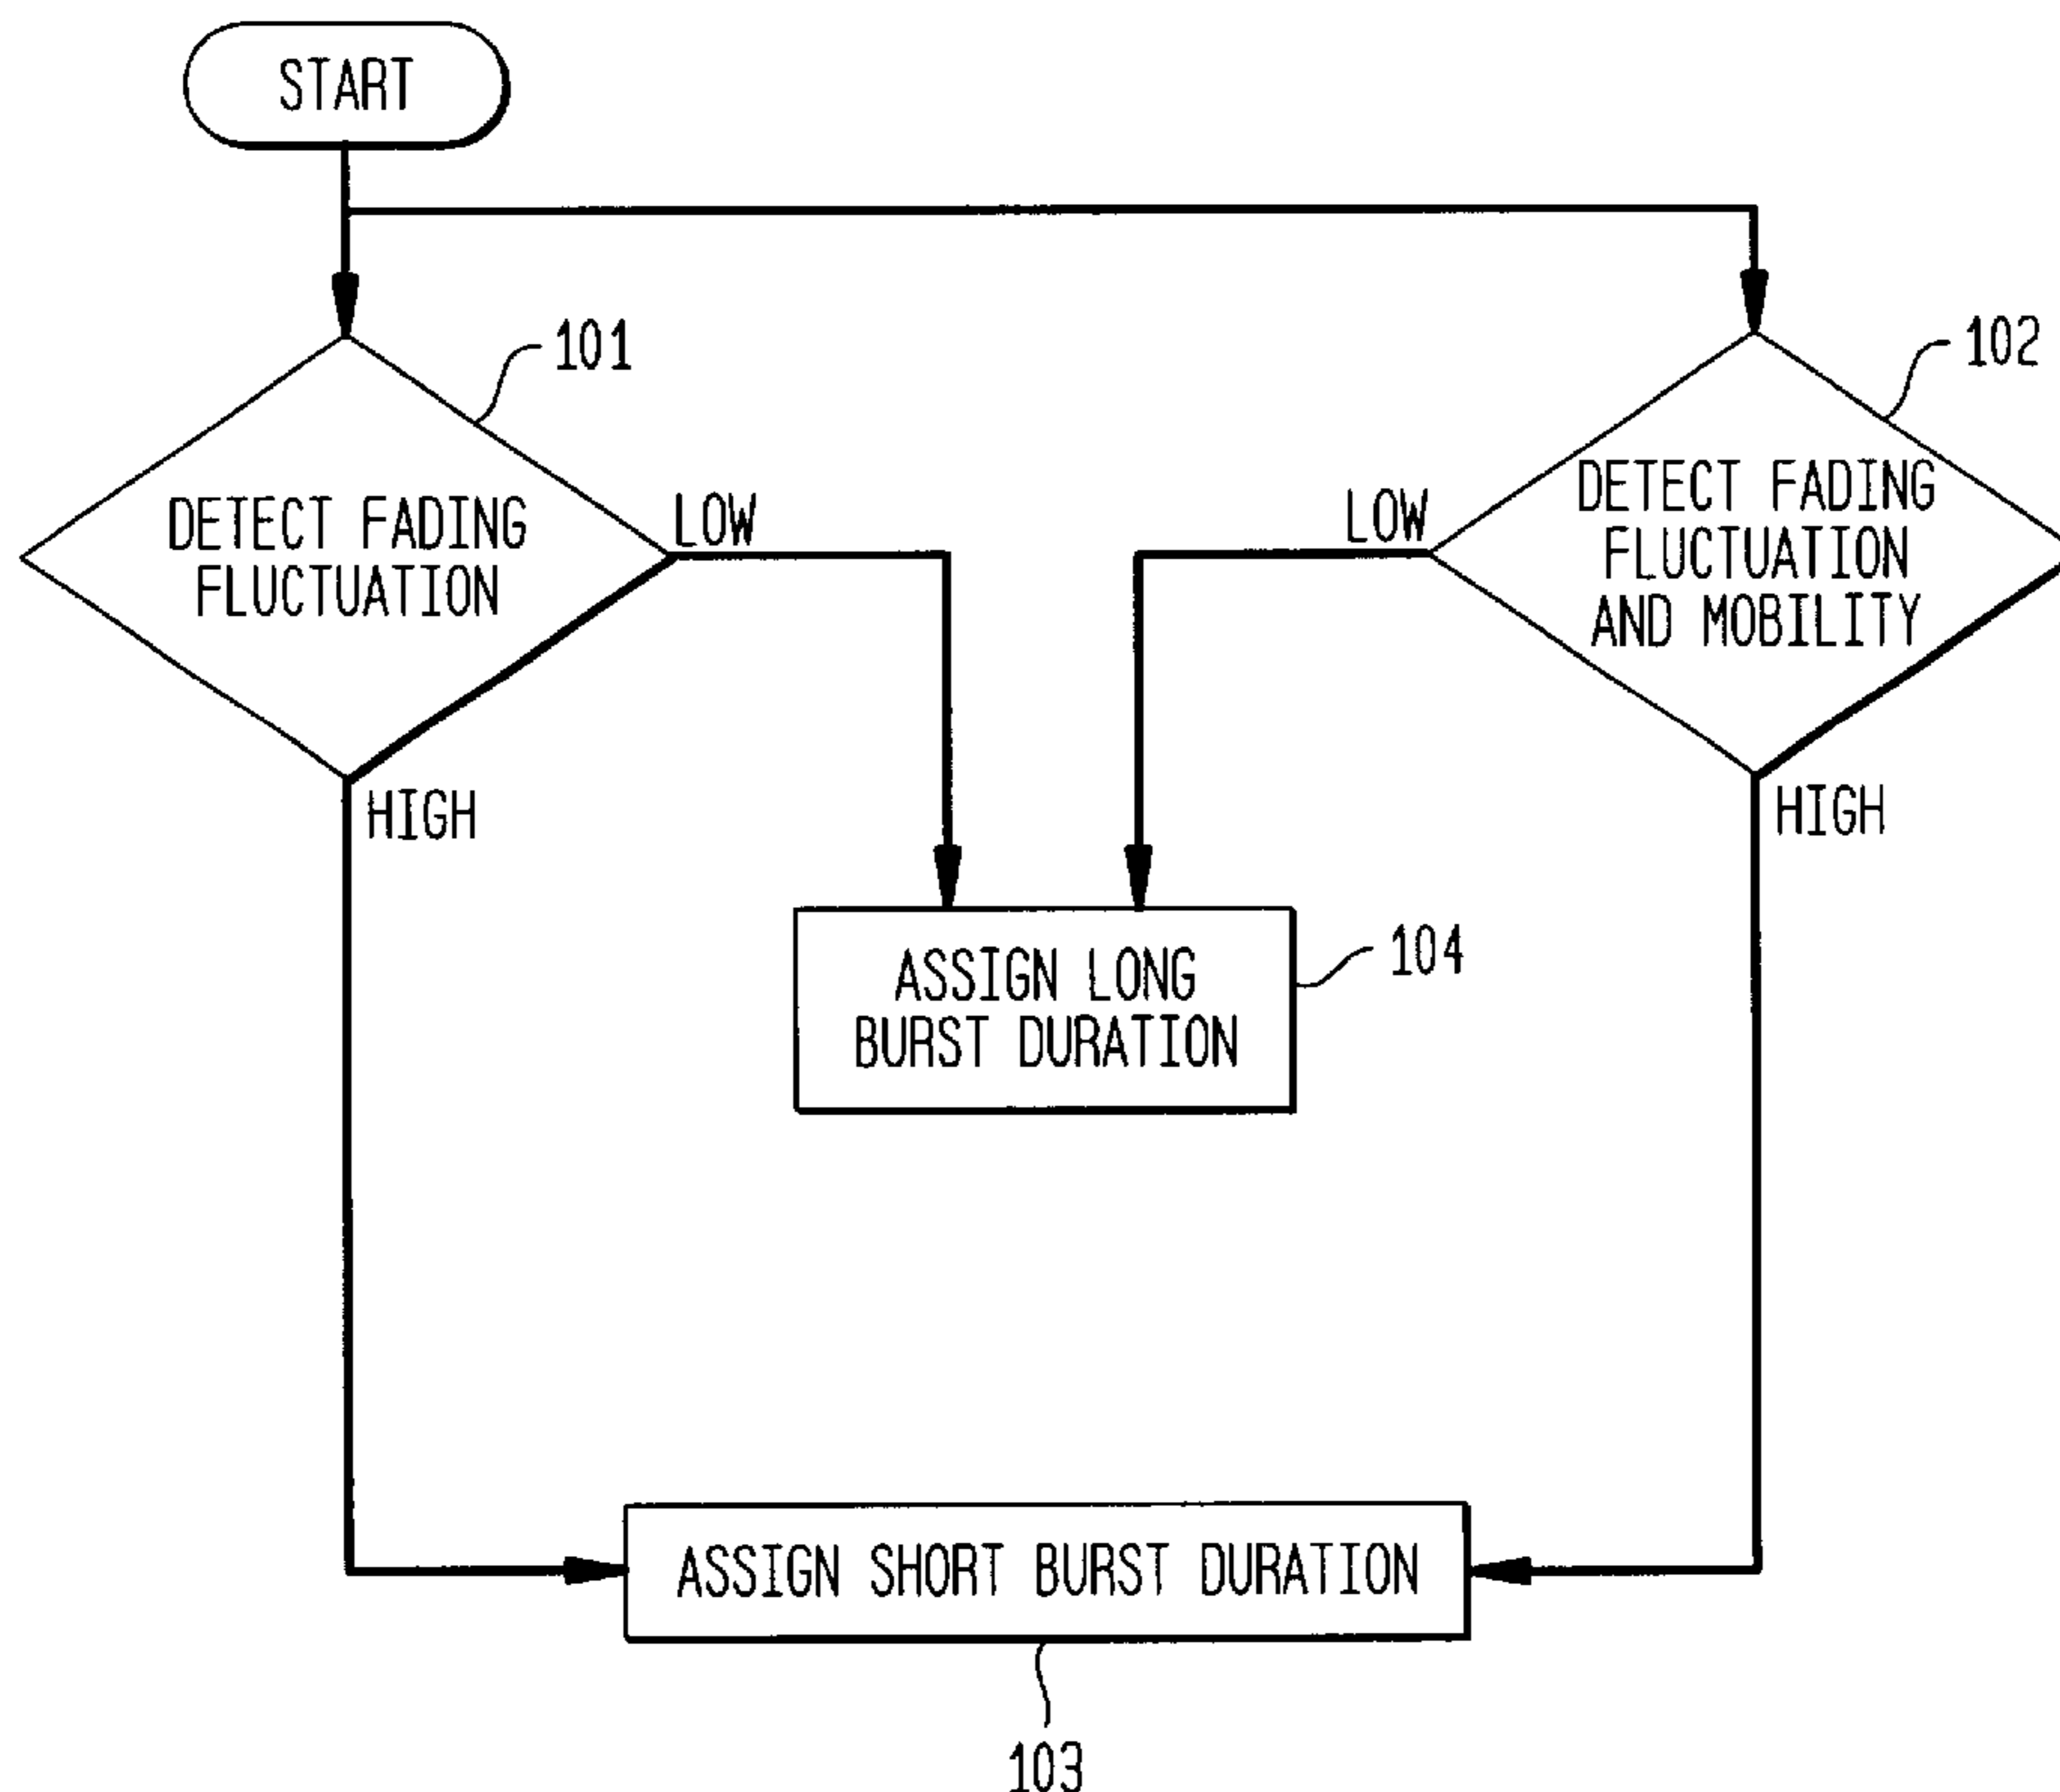 START
101
102
DETECT FADING
FLUCTUATION
LOW
LOW
DETECT FADING
FLUCTUATION
AND MOBILITY
HIGH
HIGH
ASSIGN LONG
BURST DURATION
104
ASSIGN SHORT BURST DURATION
103